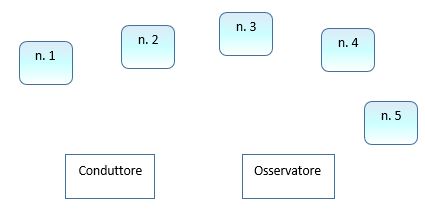 n. 1
n. 2
n. 3
n. 4
n. 5
Conduttore
Osservatore